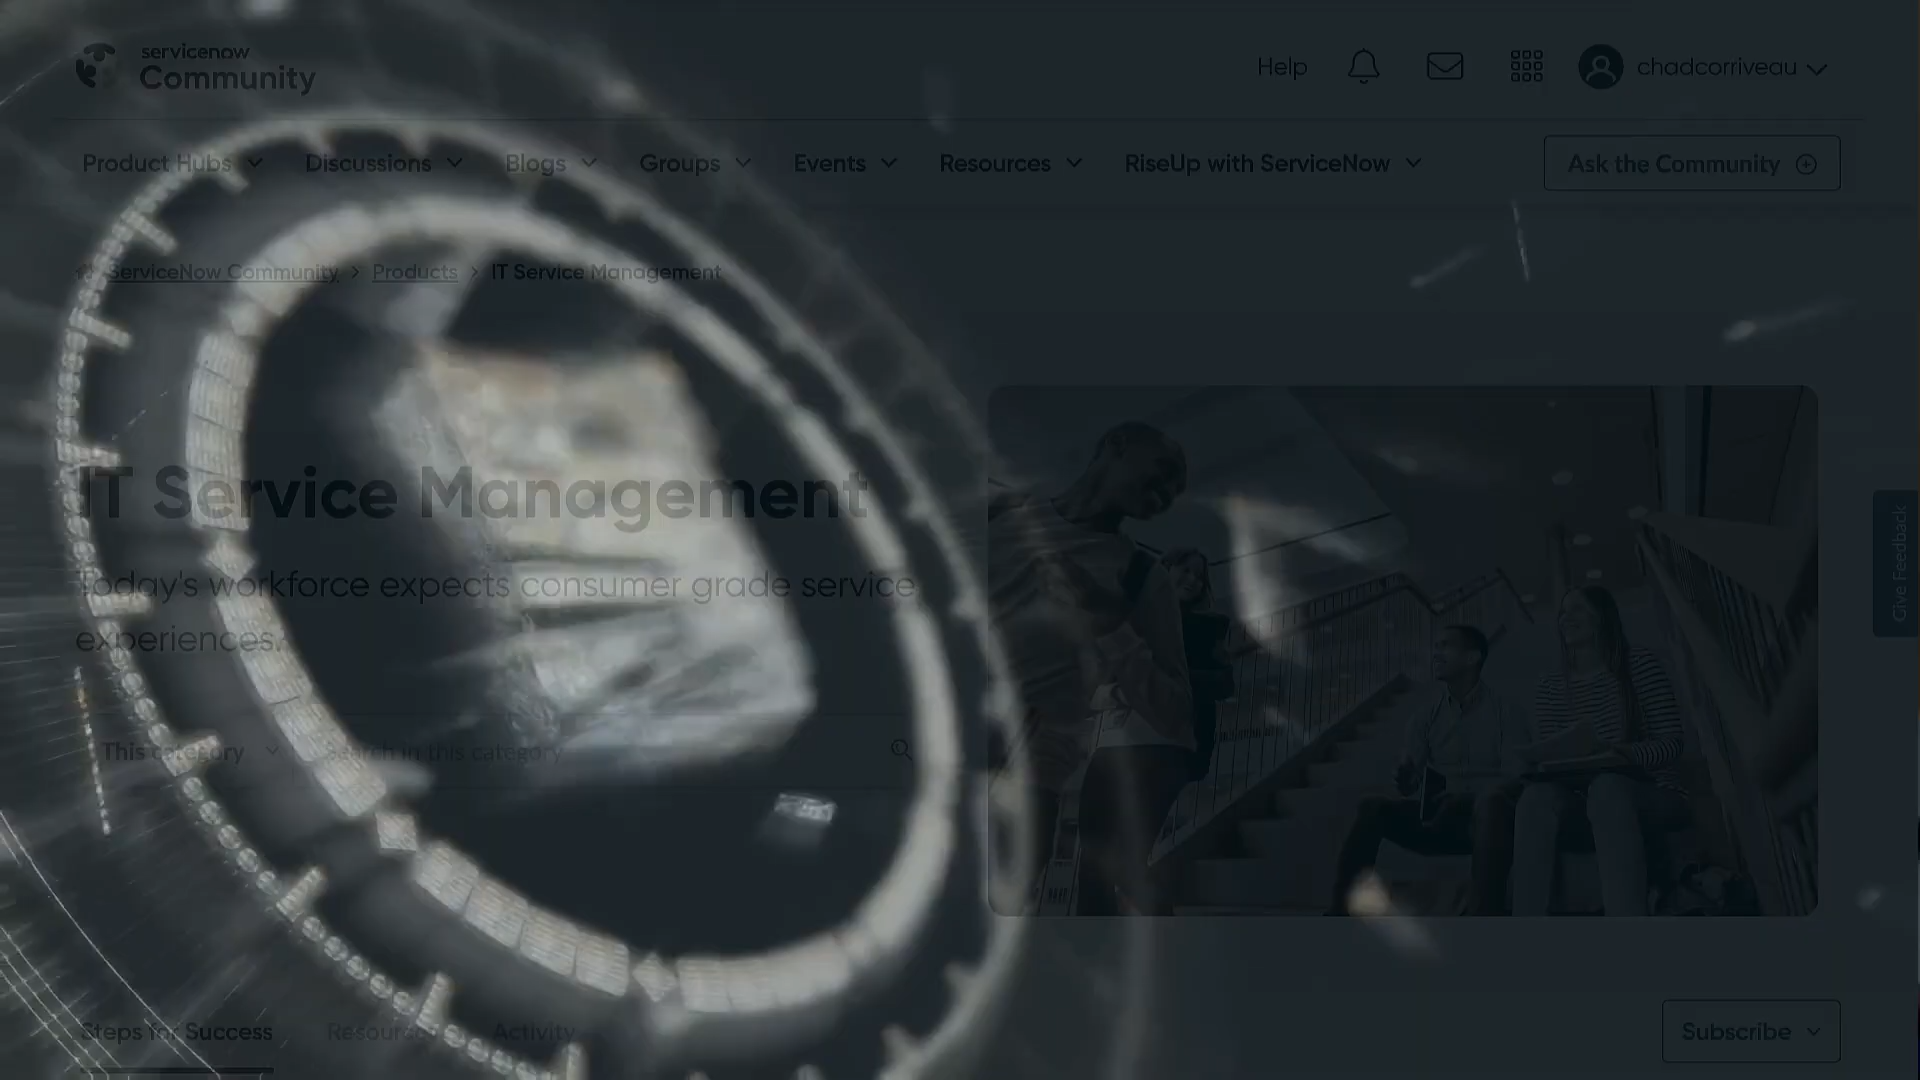 servicenow
Community
Help
chadcorriveau
Product Hubs
Discussions
Blogs
Groups
Events
Resources
RiseUp with ServiceNow
Ask the Community
ServiceNow Community > Products > IT Service Management
IT Service Management
Today's workforce expects consumer grade service
experiences.
This category
Search in this category
Give Feedback
Steps for Success
Resources
Activity
Subscribe